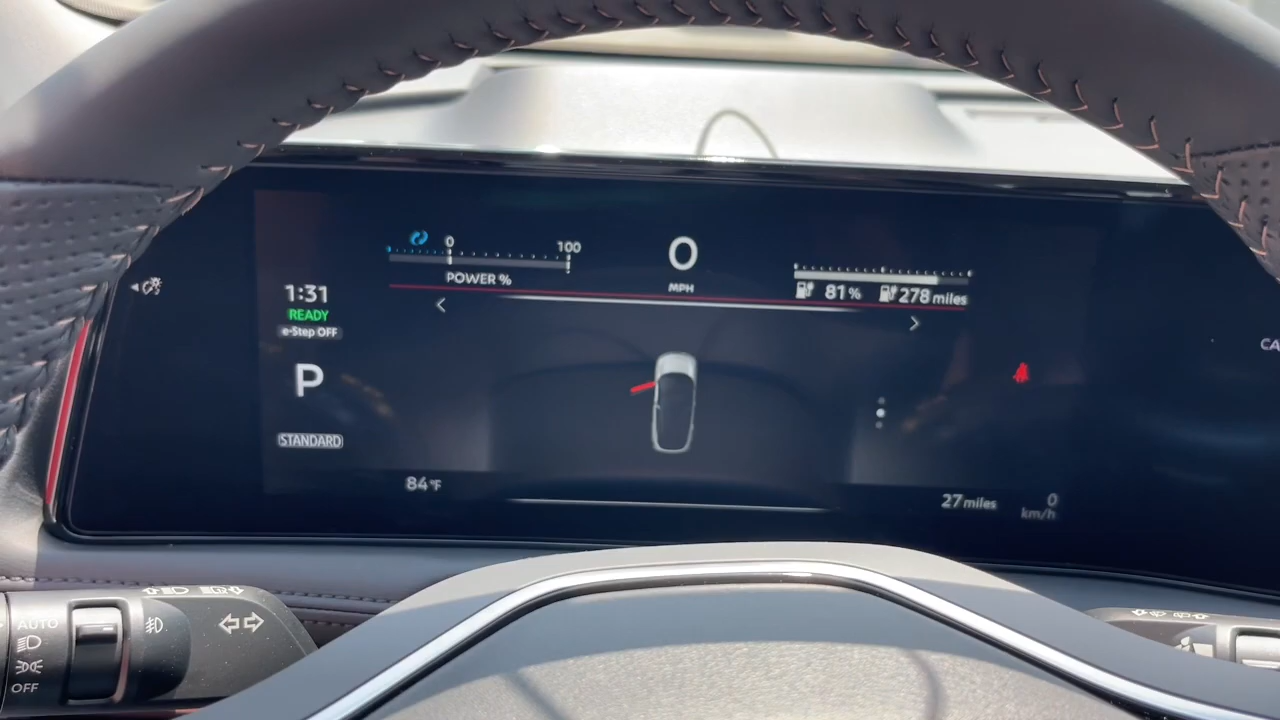 0
100
POWER %
0
MPH
81%
278 miles
1:31
READY
e-Step OFF
P
STANDARD
84°F
27 miles
0
km/h
CA
AUTO
OFF